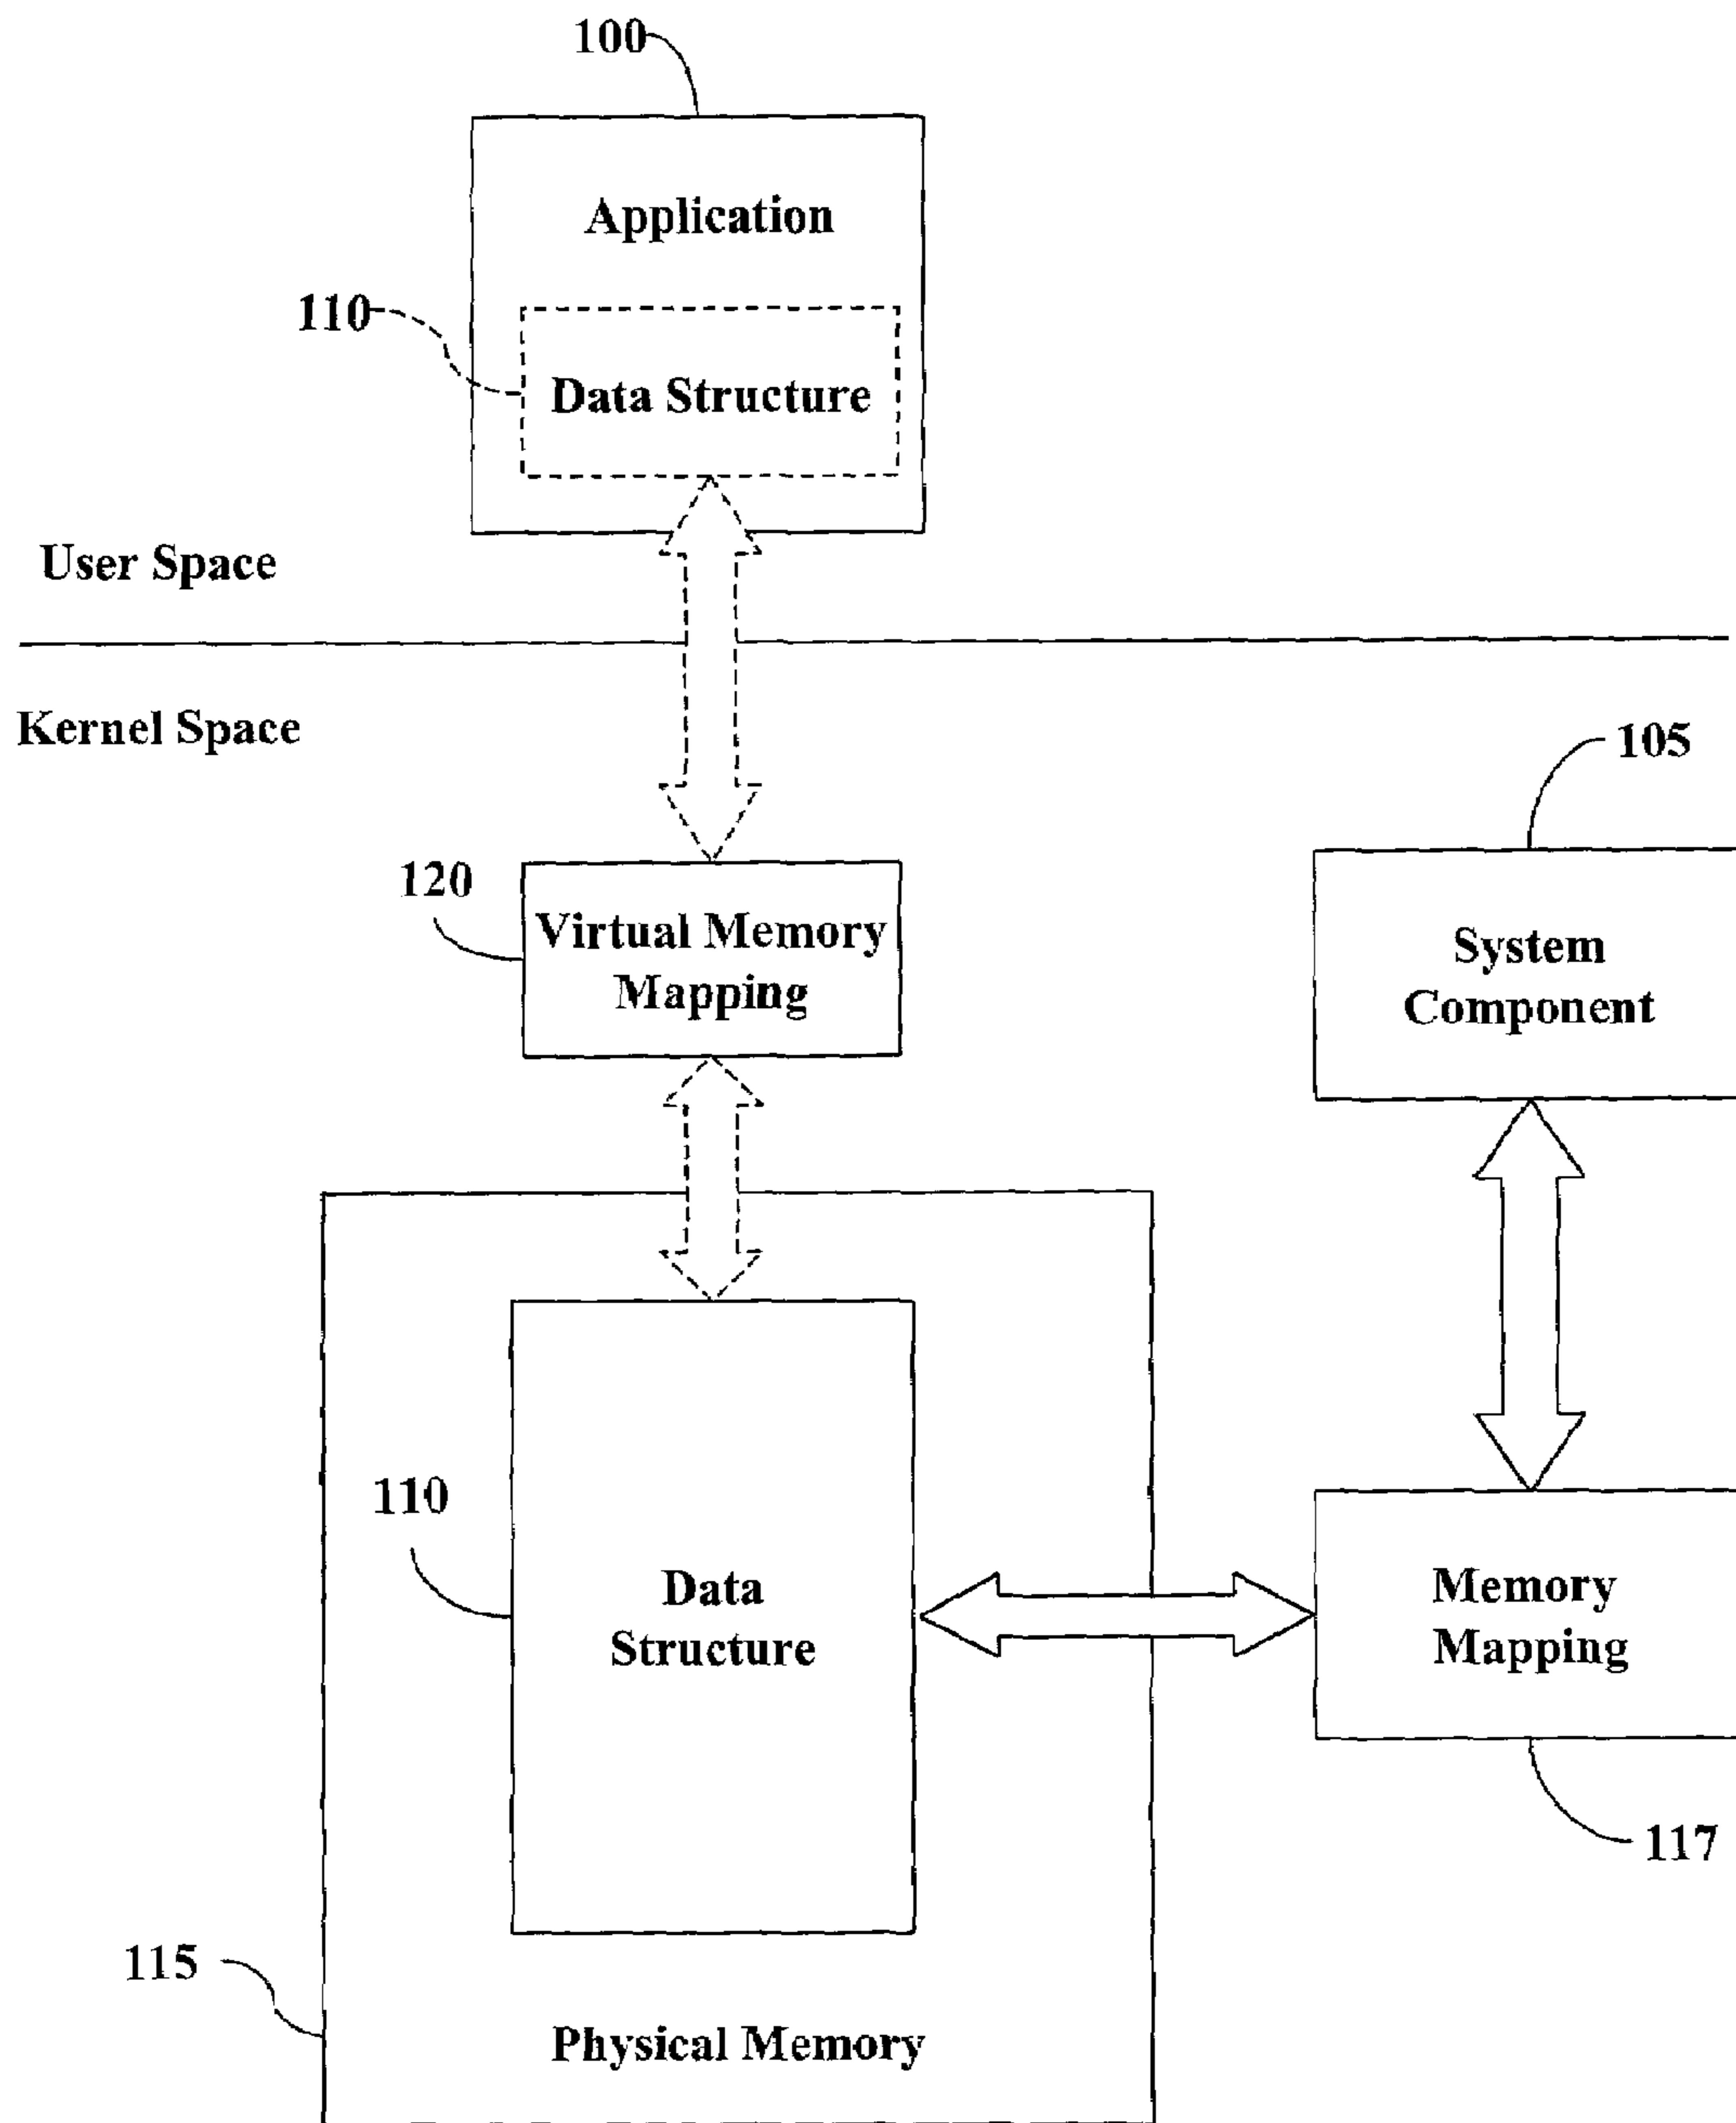 100
Application
110
Data Structure
User Space
Kernel Space
105
120
Virtual Memory
Mapping
System
Component
110
Data
Structure
Memory
Mapping
117
115
Physical Memory